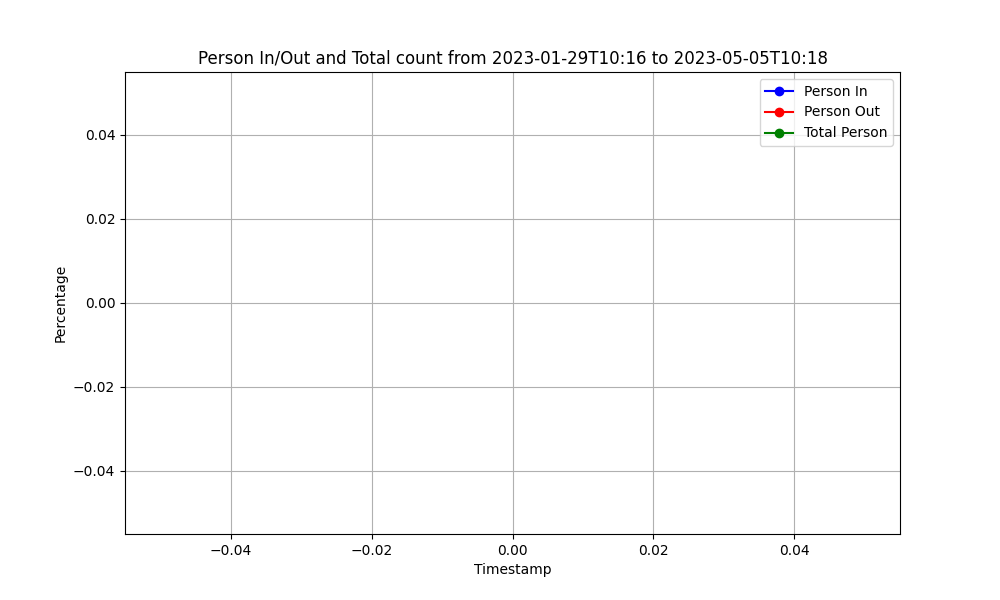 Person In/Out and Total count from 2023-01-29T10:16 to 2023-05-05T10:18
Person In
Person Out
Total Person
0.04
0.02
0.00
−0.02
−0.04
Percentage
−0.04
−0.02
0.00
0.02
0.04
Timestamp